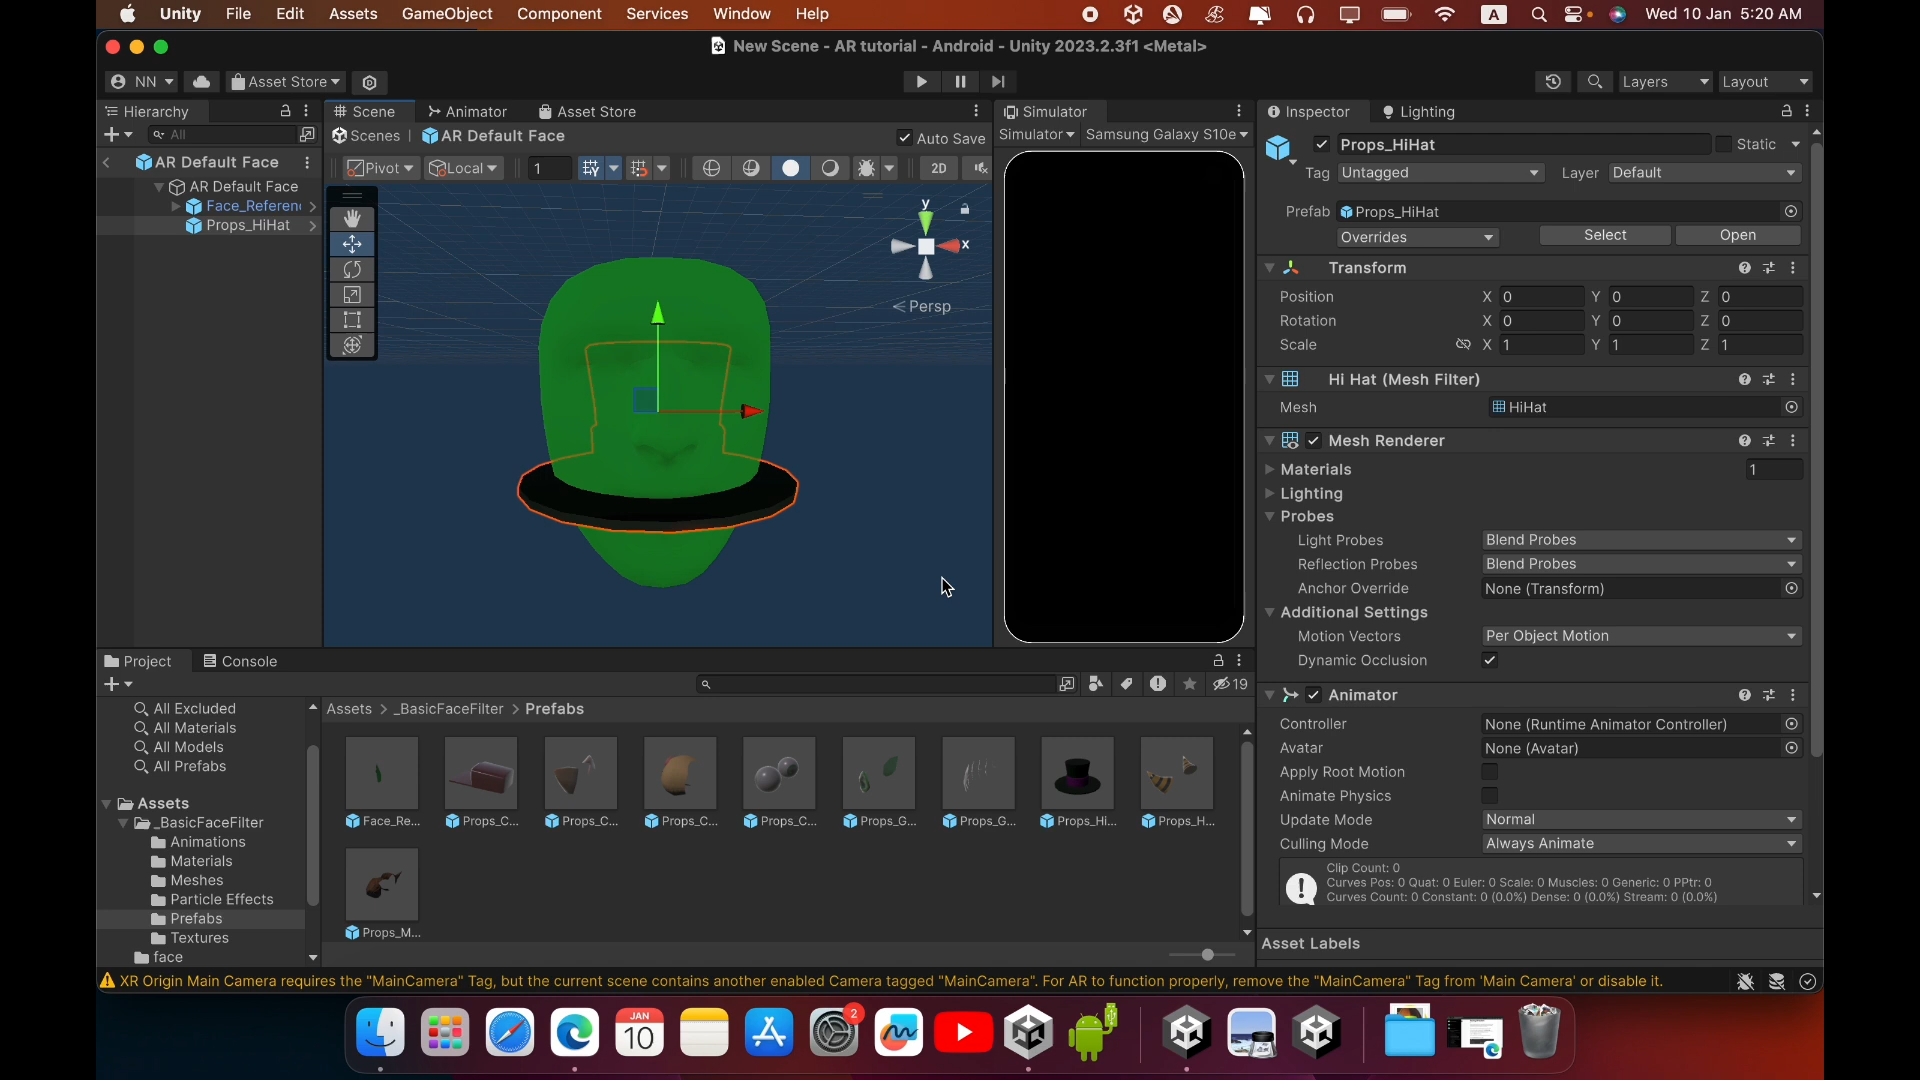 Unity File Edit Assets GameObject Component Services Window Help A Wed 10 Jan 5:20 AM
New Scene - AR tutorial - Android - Unity 2023.2.3f1 <Metal>
NN Asset Store Layers Layout
Hierarchy
All
AR Default Face
AR Default Face
Face_Referen
Props_HiHat
Scene Animator Asset Store
Scenes AR Default Face Auto Save
Pivot Local 1 2D
y
x
Persp
Simulator
Simulator Samsung Galaxy S10e
Inspector Lighting
Props_HiHat Static
Tag Untagged Layer Default
Prefab Props_HiHat
Overrides Select Open
Transform
Position X 0 Y 0 Z 0
Rotation X 0 Y 0 Z 0
Scale X 1 Y 1 Z 1
Hi Hat (Mesh Filter)
Mesh HiHat
Mesh Renderer
Materials 1
Lighting
Probes
Light Probes Blend Probes
Reflection Probes Blend Probes
Anchor Override None (Transform)
Additional Settings
Motion Vectors Per Object Motion
Dynamic Occlusion
Animator
Controller None (Runtime Animator Controller)
Avatar None (Avatar)
Apply Root Motion
Animate Physics
Update Mode Normal
Culling Mode Always Animate
Clip Count: 0
Curves Pos: 0 Quat: 0 Euler: 0 Scale: 0 Muscles: 0 Generic: 0 PPtr: 0
Curves Count: 0 Constant: 0 (0.0%) Dense: 0 (0.0%) Stream: 0 (0.0%)
Asset Labels
Project Console
19
All Excluded
All Materials
All Models
All Prefabs
Assets
_BasicFaceFilter
Animations
Materials
Meshes
Particle Effects
Prefabs
Textures
face
Assets > _BasicFaceFilter > Prefabs
Face_Re... Props_C... Props_C... Props_C... Props_C... Props_G... Props_G... Props_Hi... Props_H...
Props_M...
XR Origin Main Camera requires the "MainCamera" Tag, but the current scene contains another enabled Camera tagged "MainCamera". For AR to function properly, remove the "MainCamera" Tag from 'Main Camera' or disable it.
JAN
10
2